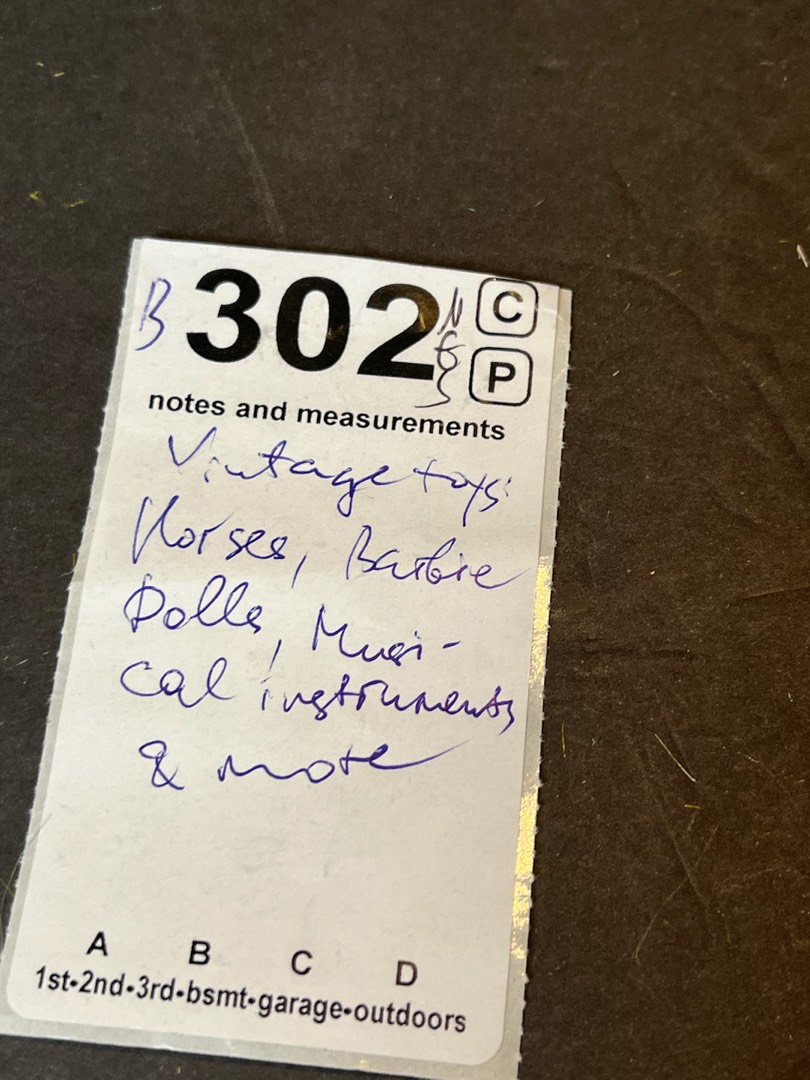 B 302 C
P
notes and measurements
Vintage toys:
Horses, Barbie
Dolls, Musi-
cal instruments
& more
A B C D
1st•2nd•3rd•bsmt•garage•outdoors